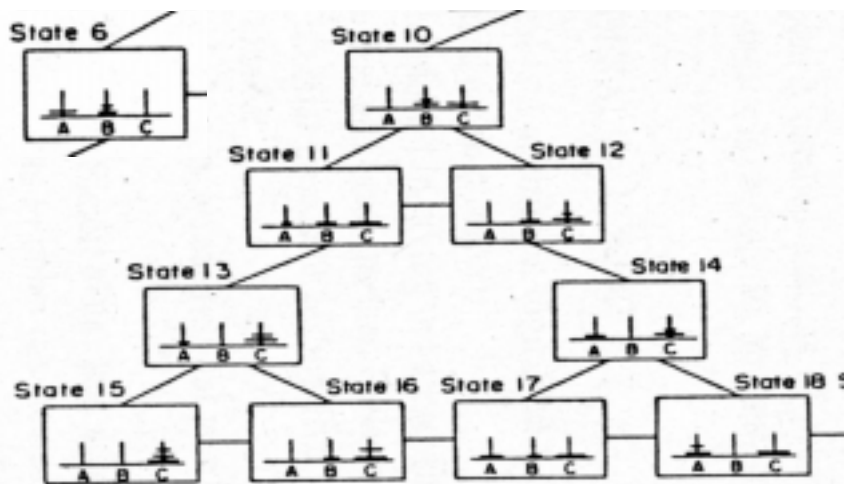 State 6
A B C
State 10
A B C
State 11
State 12
A B C
A B C
State 13
State 14
A B C
A B C
State 15
State 16
State 17
State 18 S
A B C
A B C
A B C
A B C